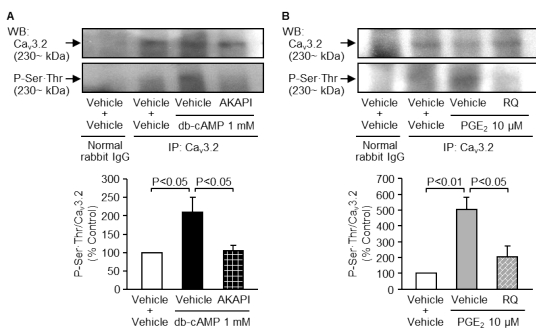 A
WB:
Cav3.2
(230~ kDa)
P-Ser·Thr
(230~ kDa)
Vehicle + Vehicle
Vehicle + Vehicle
Vehicle AKAPI
db-cAMP 1 mM
Normal rabbit IgG
IP: Cav3.2
P-Ser·Thr/Cav3.2
(% Control)
300
250
200
150
100
50
0
P<0.05 P<0.05
Vehicle + Vehicle
Vehicle AKAPI
db-cAMP 1 mM
B
WB:
Cav3.2
(230~ kDa)
P-Ser·Thr
(230~ kDa)
Vehicle + Vehicle
Vehicle + Vehicle
Vehicle RQ
PGE2 10 µM
Normal rabbit IgG
IP: Cav3.2
P-Ser·Thr/Cav3.2
(% Control)
700
600
500
400
300
200
100
0
P<0.01 P<0.05
Vehicle + Vehicle
Vehicle RQ
PGE2 10 µM